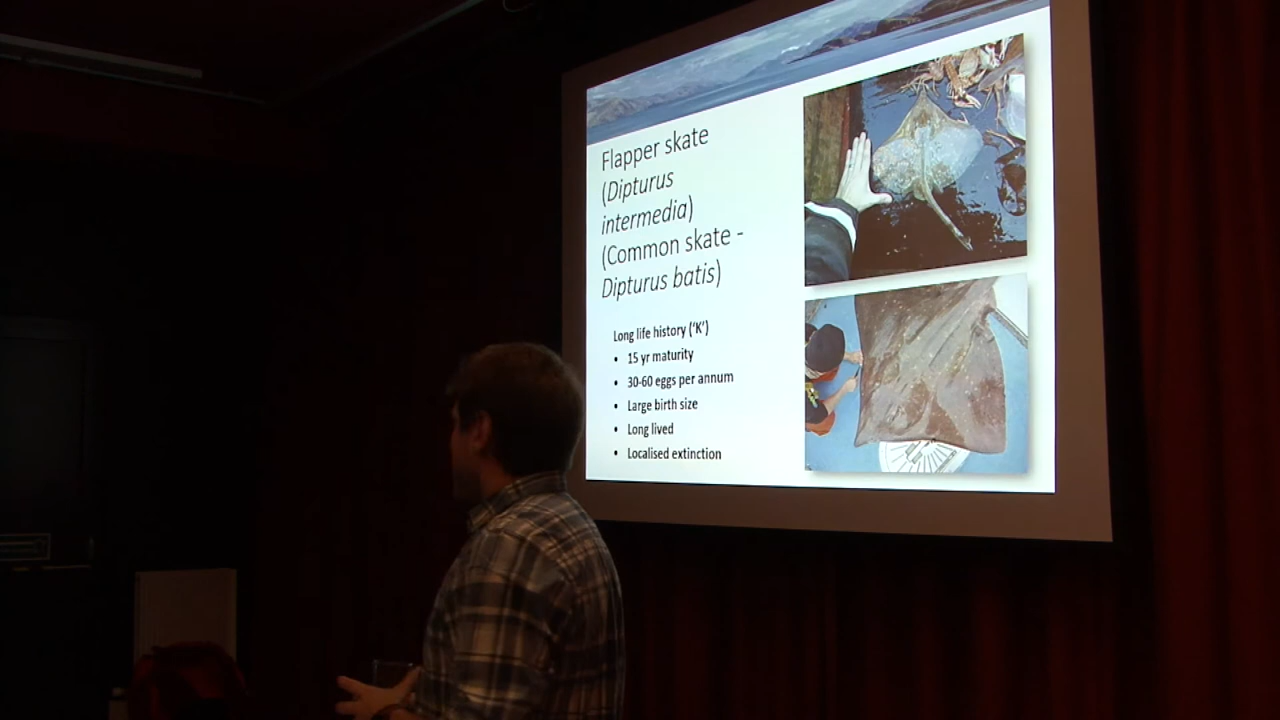 Flapper skate
(Dipturus
intermedia)
(Common skate -
Dipturus batis)
Long life history ('K')
• 15 yr maturity
• 30-60 eggs per annum
• Large birth size
• Long lived
• Localised extinction